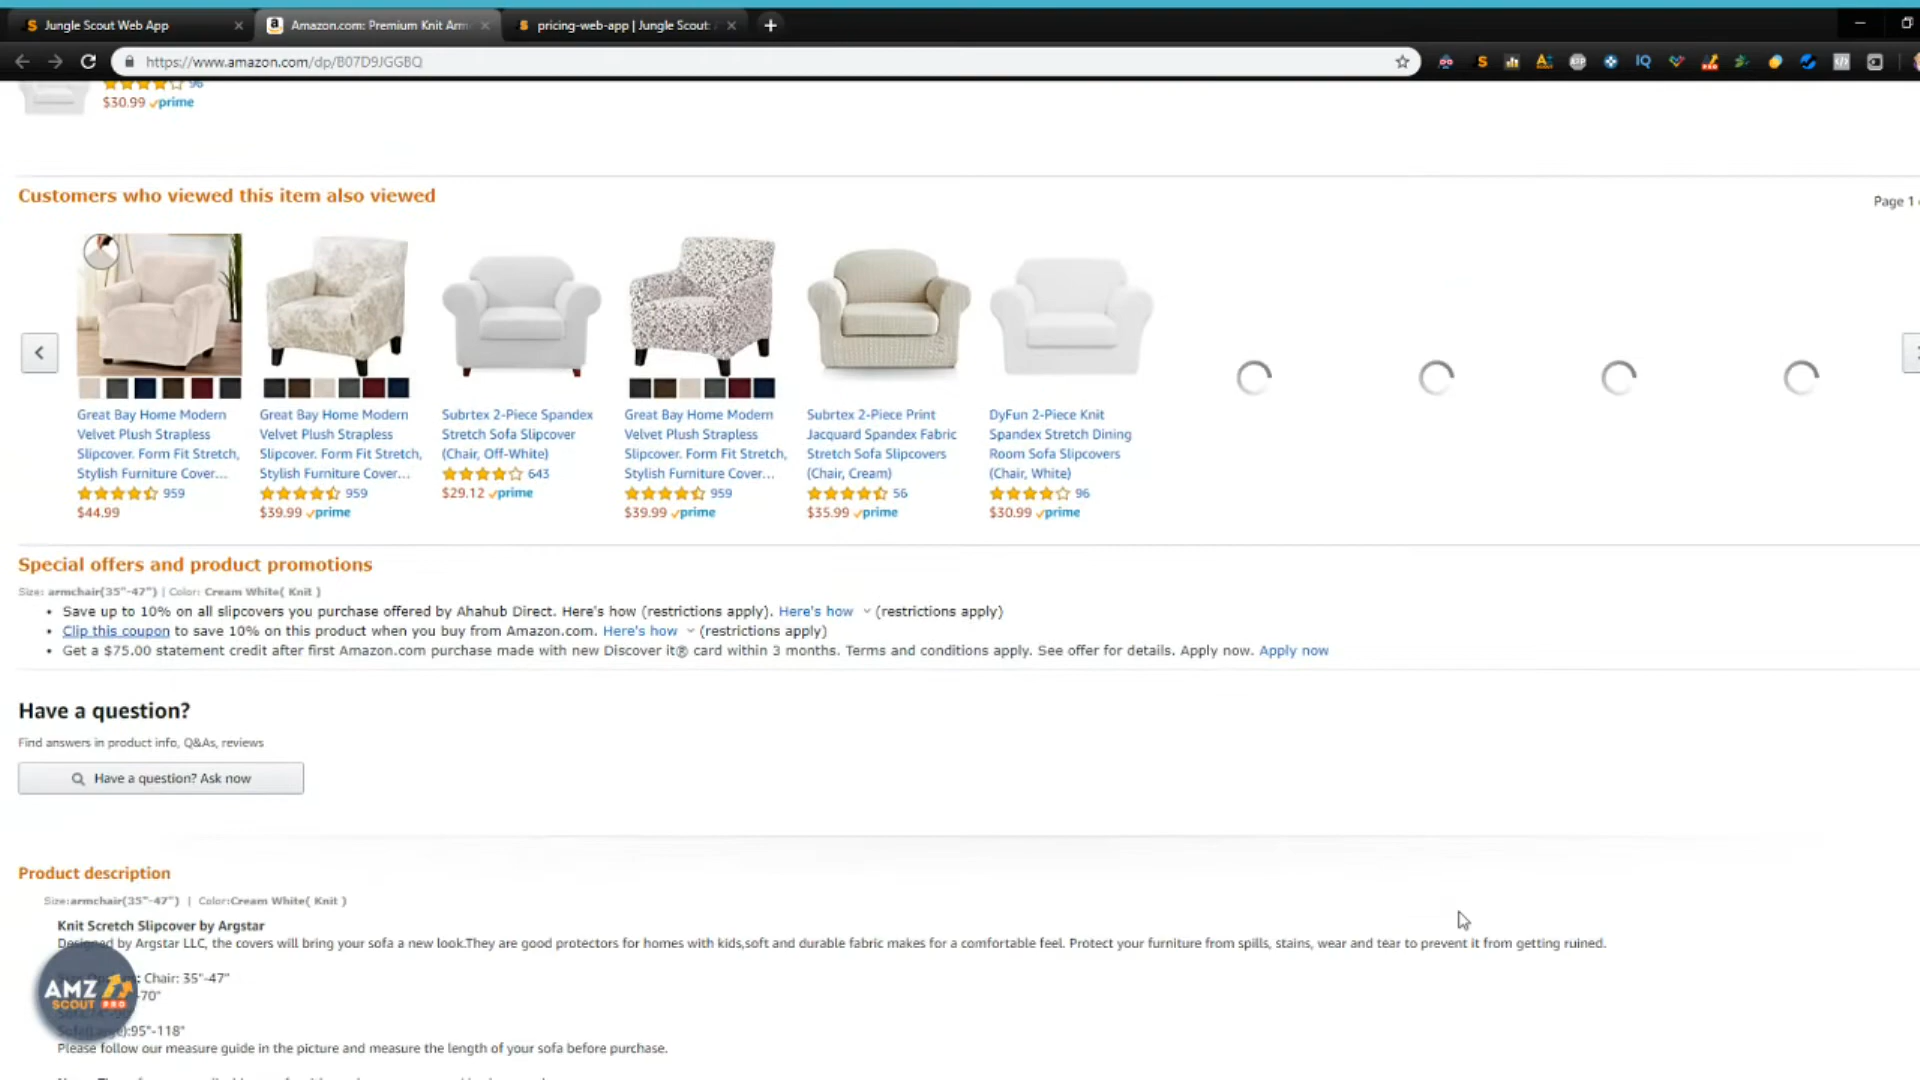 Jungle Scout Web App
Amazon.com: Premium Knit Arm
pricing-web-app | Jungle Scout:
https://www.amazon.com/dp/B07D9JGGBQ
96
$30.99 prime
Customers who viewed this item also viewed
Page 1
Great Bay Home Modern
Velvet Plush Strapless
Slipcover. Form Fit Stretch,
Stylish Furniture Cover...
959
$44.99
Great Bay Home Modern
Velvet Plush Strapless
Slipcover. Form Fit Stretch,
Stylish Furniture Cover...
959
$39.99 prime
Subrtex 2-Piece Spandex
Stretch Sofa Slipcover
(Chair, Off-White)
643
$29.12 prime
Great Bay Home Modern
Velvet Plush Strapless
Slipcover. Form Fit Stretch,
Stylish Furniture Cover...
959
$39.99 prime
Subrtex 2-Piece Print
Jacquard Spandex Fabric
Stretch Sofa Slipcovers
(Chair, Cream)
56
$35.99 prime
DyFun 2-Piece Knit
Spandex Stretch Dining
Room Sofa Slipcovers
(Chair, White)
96
$30.99 prime
Special offers and product promotions
Size: armchair(35"-47") | Color: Cream White( Knit )
• Save up to 10% on all slipcovers you purchase offered by Ahahub Direct. Here's how (restrictions apply). Here's how (restrictions apply)
• Clip this coupon to save 10% on this product when you buy from Amazon.com. Here's how (restrictions apply)
• Get a $75.00 statement credit after first Amazon.com purchase made with new Discover it® card within 3 months. Terms and conditions apply. See offer for details. Apply now. Apply now
Have a question?
Find answers in product info, Q&As, reviews
Have a question? Ask now
Product description
Size:armchair(35"-47") | Color:Cream White( Knit )
Knit Scretch Slipcover by Argstar
Designed by Argstar LLC, the covers will bring your sofa a new look.They are good protectors for homes with kids,soft and durable fabric makes for a comfortable feel. Protect your furniture from spills, stains, wear and tear to prevent it from getting ruined.
Chair: 35"-47"
-70"
95"-118"
Please follow our measure guide in the picture and measure the length of your sofa before purchase.
AMZ
SCOUT PRO